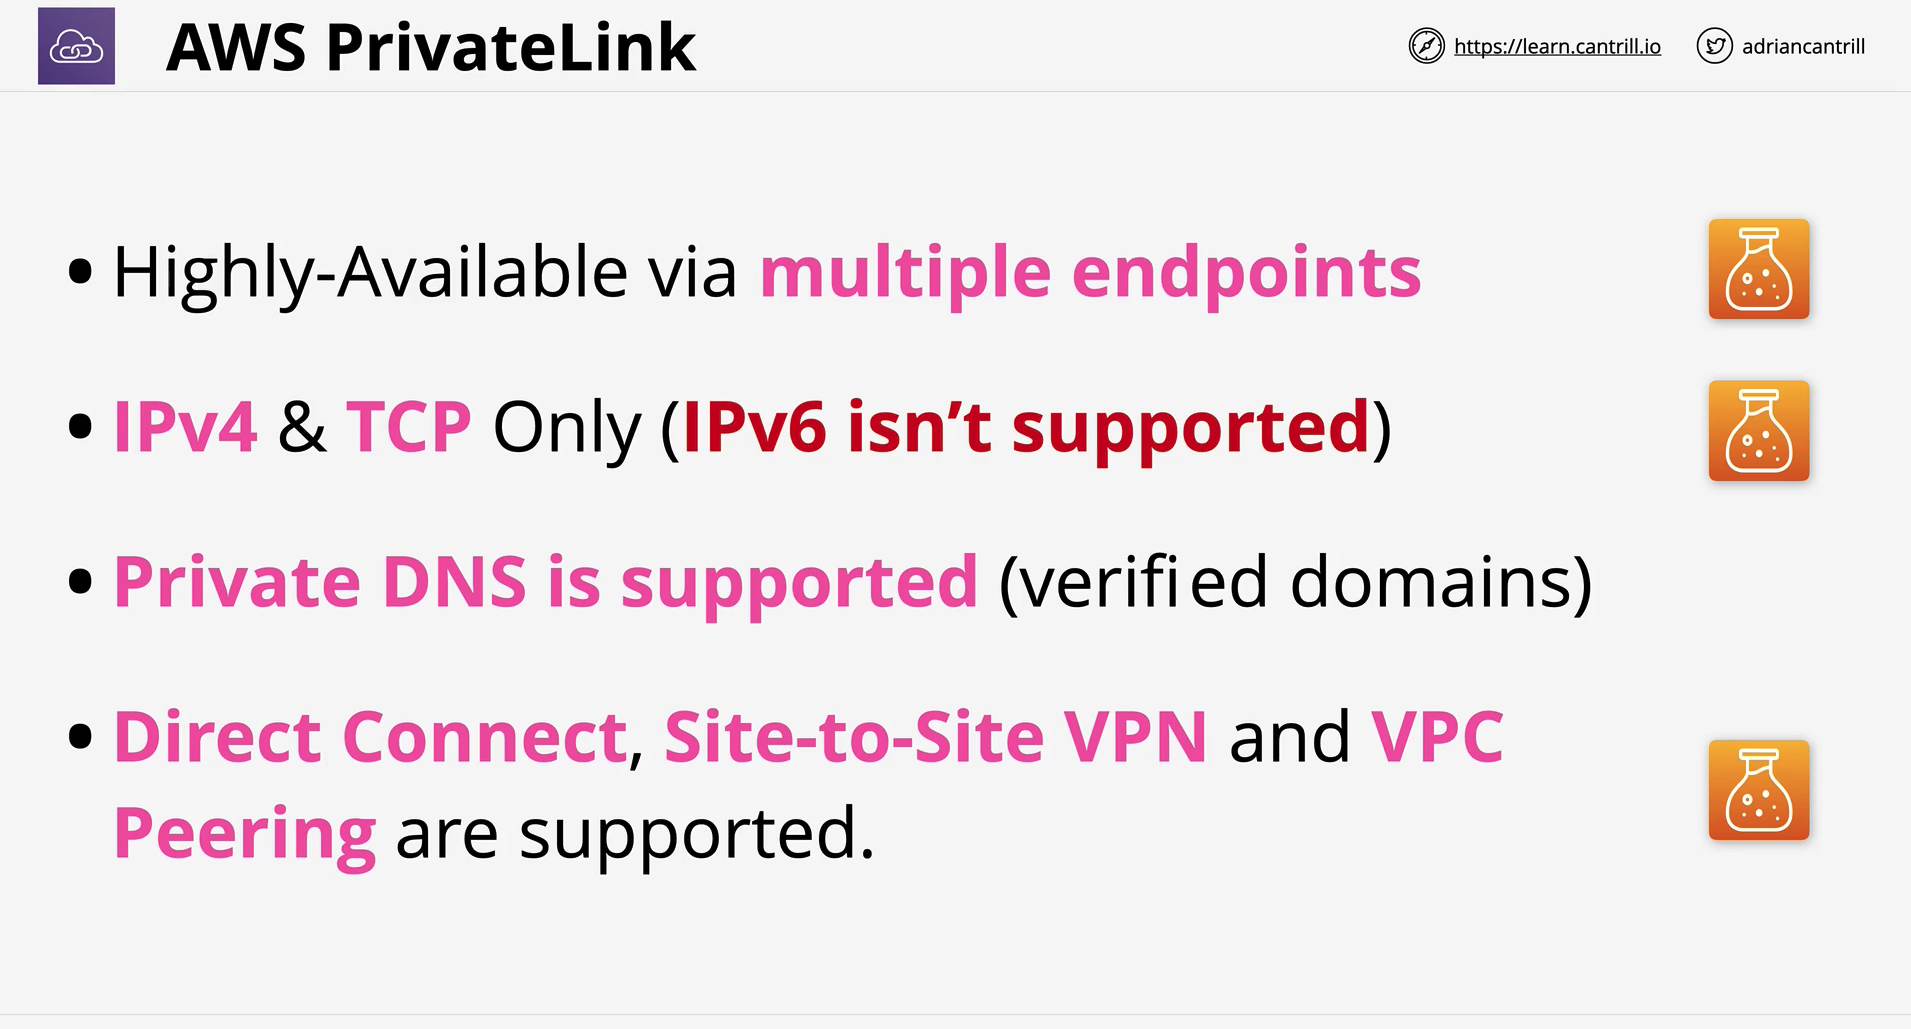 AWS PrivateLink
https://learn.cantrill.io
adriancantrill
• Highly-Available via multiple endpoints
• IPv4 & TCP Only (IPv6 isn’t supported)
• Private DNS is supported (verified domains)
• Direct Connect, Site-to-Site VPN and VPC
Peering are supported.